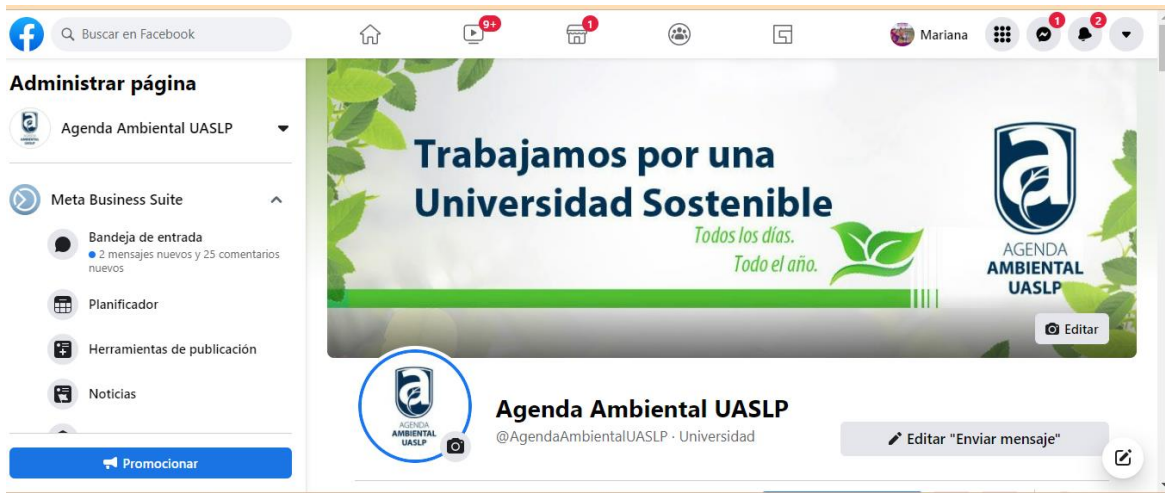 Buscar en Facebook
9+
1
Mariana
1
2
Administrar página
Agenda Ambiental UASLP
Meta Business Suite
Bandeja de entrada
2 mensajes nuevos y 25 comentarios
nuevos
Planificador
Herramientas de publicación
Noticias
Promocionar
Trabajamos por una
Universidad Sostenible
Todos los días.
Todo el año.
AGENDA
AMBIENTAL
UASLP
Editar
AGENDA
AMBIENTAL
UASLP
Agenda Ambiental UASLP
@AgendaAmbientalUASLP · Universidad
Editar "Enviar mensaje"